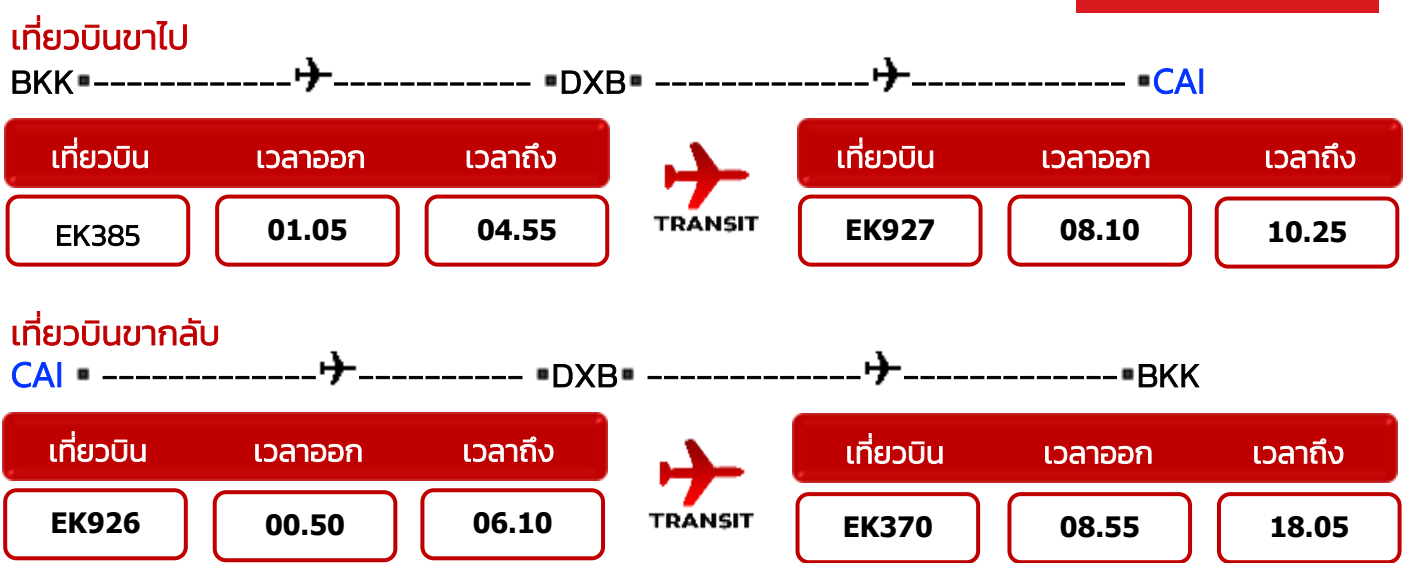 เที่ยวบินขาไป
BKK DXB CAI
เที่ยวบิน เวลาออก เวลาถึง เที่ยวบิน เวลาออก เวลาถึง
EK385 01.05 04.55 TRANSIT EK927 08.10 10.25
เที่ยวบินขากลับ
CAI DXB BKK
เที่ยวบิน เวลาออก เวลาถึง เที่ยวบิน เวลาออก เวลาถึง
EK926 00.50 06.10 TRANSIT EK370 08.55 18.05